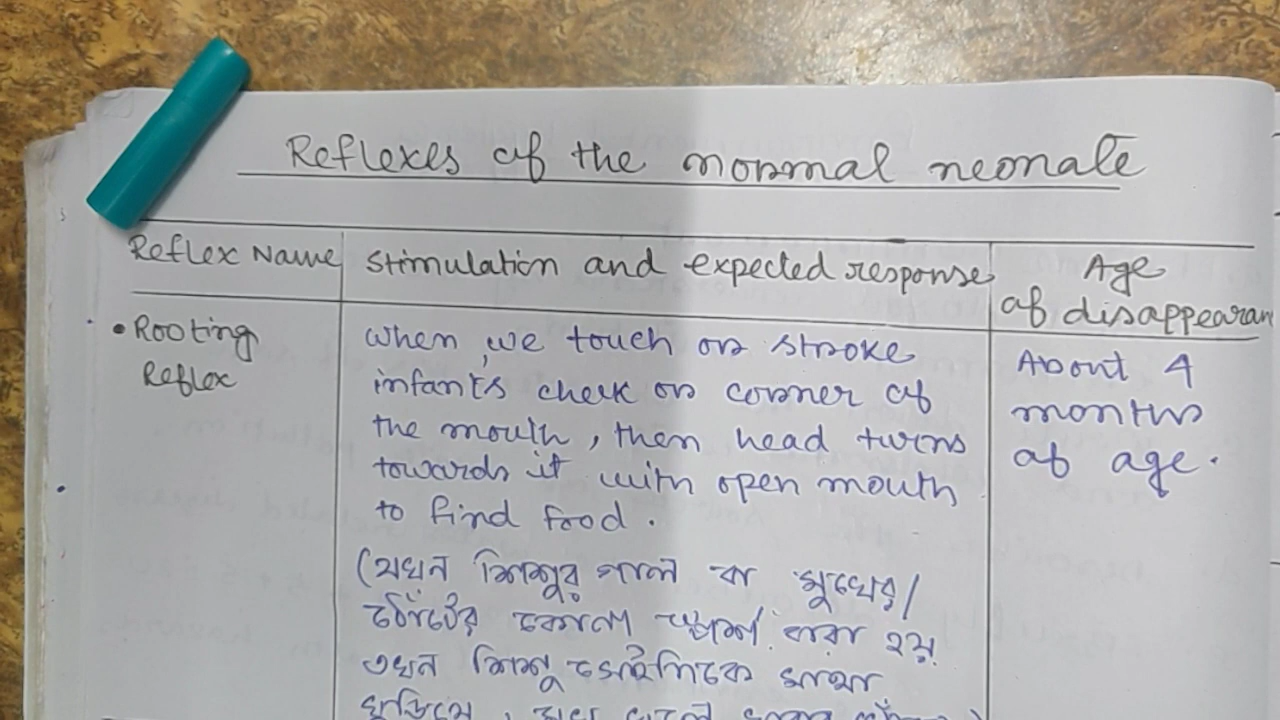 Reflexes of the normal neonate
Reflex Name
Stimulation and expected response
Age
of disappearan
• Rooting
Reflex
When we touch or stroke
infant's cheek or corner of
the mouth, then head turns
towards it with open mouth
to find food.
(যখন শিশুর গালে বা মুখের/
ঠোঁটের কোনো স্পর্শ করা হয়
তখন শিশু সেইদিকে মাথা
ঘুরিয়ে,
About 4
months
of age.